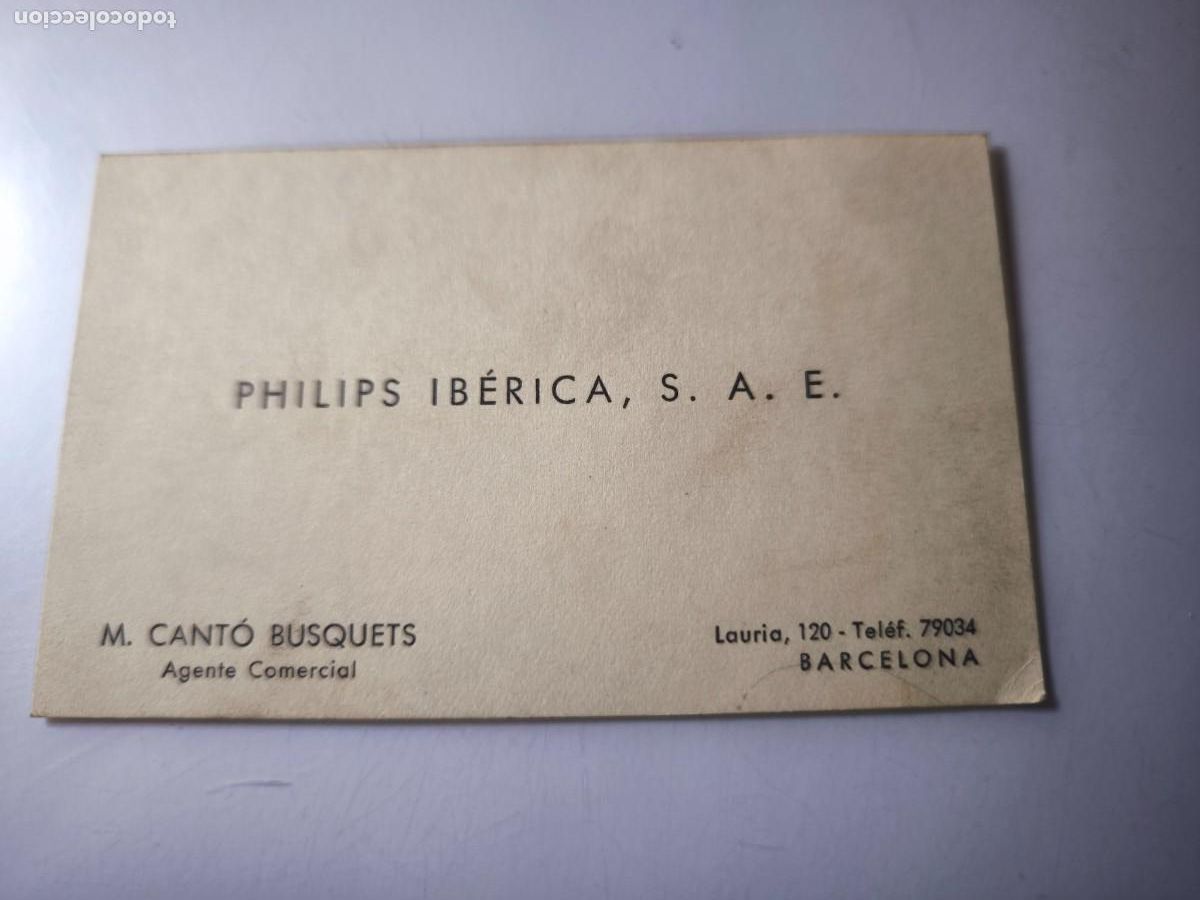 todocoleccion
PHILIPS IBÉRICA, S. A. E.
M. CANTÓ BUSQUETS
Agente Comercial
Lauria, 120 - Teléf. 79034
BARCELONA